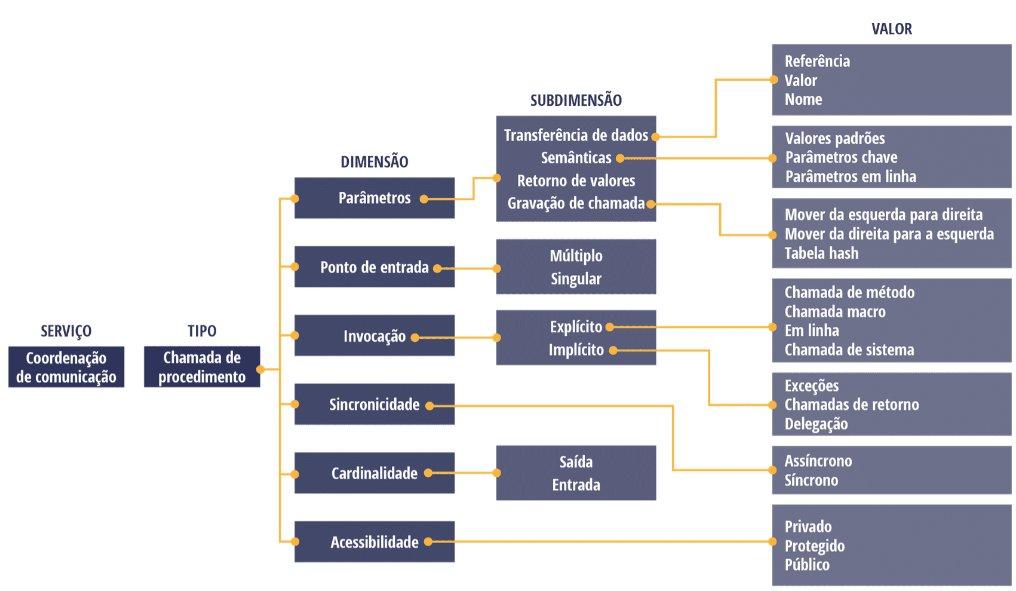 SERVIÇO
Coordenação
de comunicação
TIPO
Chamada de
procedimento
DIMENSÃO
Parâmetros
Ponto de entrada
Invocação
Sincronicidade
Cardinalidade
Acessibilidade
SUBDIMENSÃO
Transferência de dados
Semânticas
Retorno de valores
Gravação de chamada
Múltiplo
Singular
Explícito
Implícito
Saída
Entrada
VALOR
Referência
Valor
Nome
Valores padrões
Parâmetros chave
Parâmetros em linha
Mover da esquerda para direita
Mover da direita para a esquerda
Tabela hash
Chamada de método
Chamada macro
Em linha
Chamada de sistema
Exceções
Chamadas de retorno
Delegação
Assíncrono
Síncrono
Privado
Protegido
Público